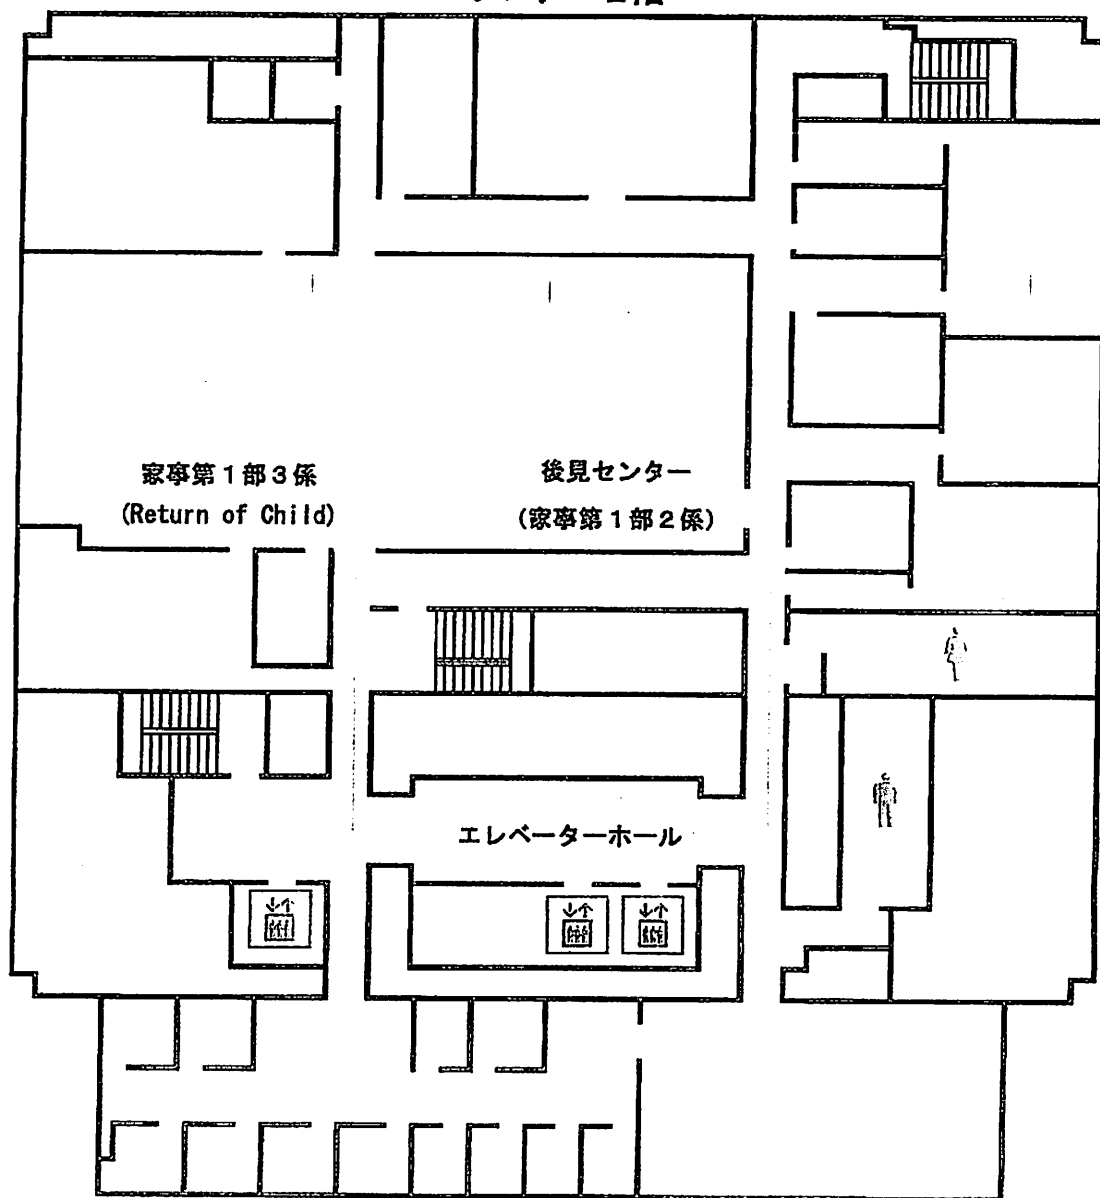 家事第1部3係
(Return of Child)
後見センター
(家事第1部2係)
エレベーターホール